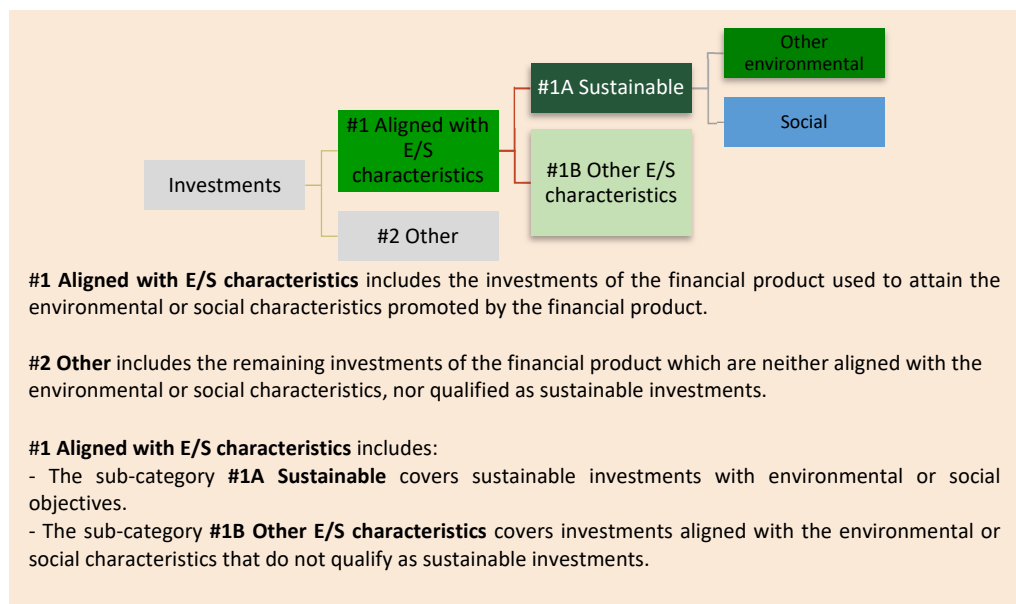 Other
environmental
#1A Sustainable
Social
#1 Aligned with
E/S
characteristics
#1B Other E/S
characteristics
Investments
#2 Other
#1 Aligned with E/S characteristics includes the investments of the financial product used to attain the
environmental or social characteristics promoted by the financial product.
#2 Other includes the remaining investments of the financial product which are neither aligned with the
environmental or social characteristics, nor qualified as sustainable investments.
#1 Aligned with E/S characteristics includes:
- The sub-category #1A Sustainable covers sustainable investments with environmental or social
objectives.
- The sub-category #1B Other E/S characteristics covers investments aligned with the environmental or
social characteristics that do not qualify as sustainable investments.